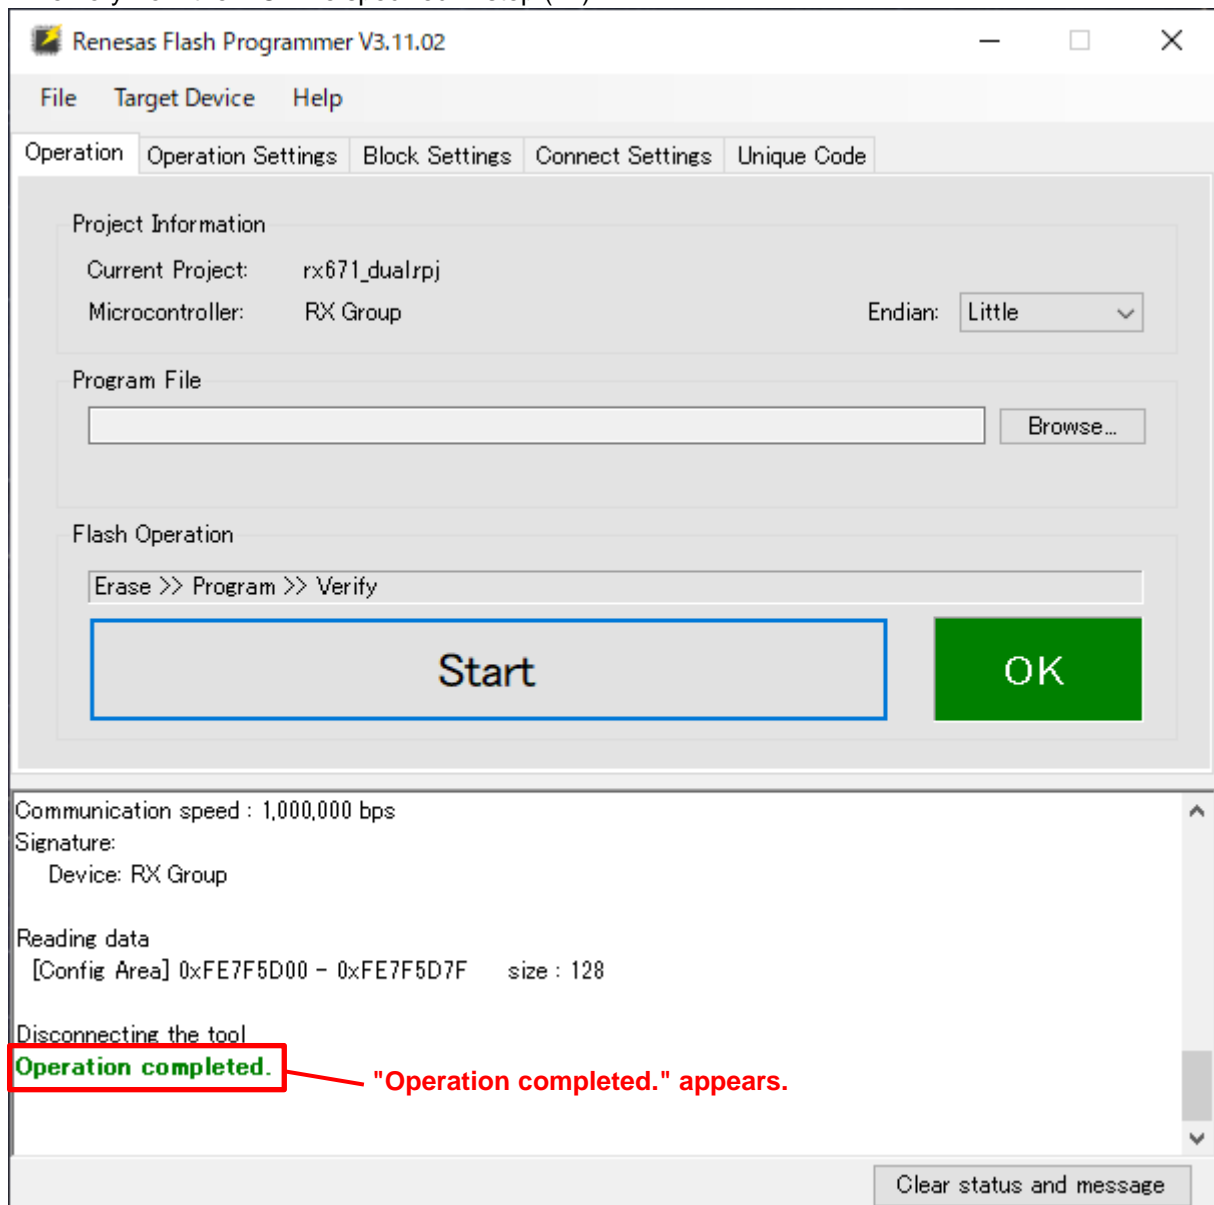 Renesas Flash Programmer V3.11.02
File Target Device Help
Operation Operation Settings Block Settings Connect Settings Unique Code
Project Information
Current Project: rx671_dual.rpj
Microcontroller: RX Group Endian: Little
Program File
Browse...
Flash Operation
Erase >> Program >> Verify
Start OK
Communication speed : 1,000,000 bps
Signature:
Device: RX Group
Reading data
[Config Area] 0xFE7F5D00 - 0xFE7F5D7F size : 128
Disconnecting the tool
Operation completed.
"Operation completed." appears.
Clear status and message